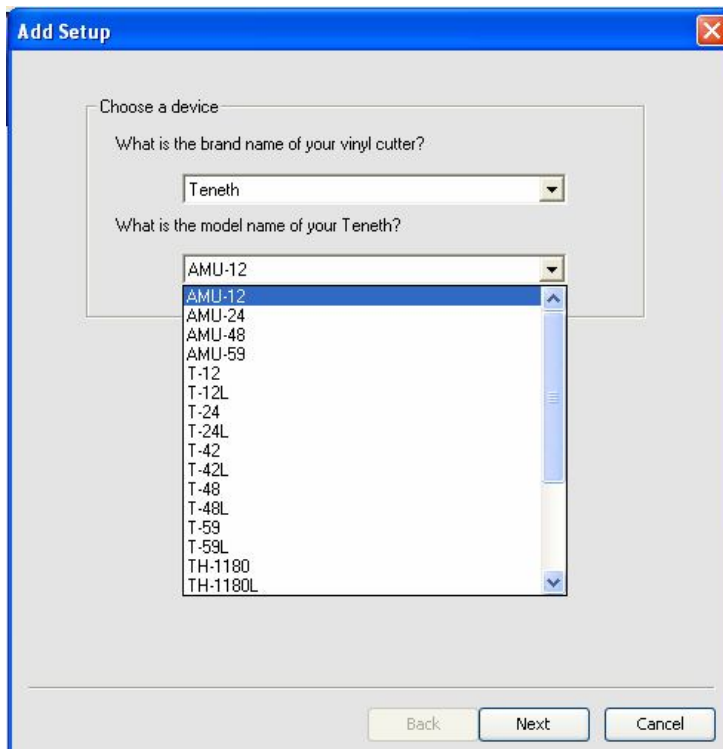 Add Setup
Choose a device
What is the brand name of your vinyl cutter?
Teneth
What is the model name of your Teneth?
AMU-12
AMU-12
AMU-24
AMU-48
AMU-59
T-12
T-12L
T-24
T-24L
T-42
T-42L
T-48
T-48L
T-59
T-59L
TH-1180
TH-1180L
Back Next Cancel